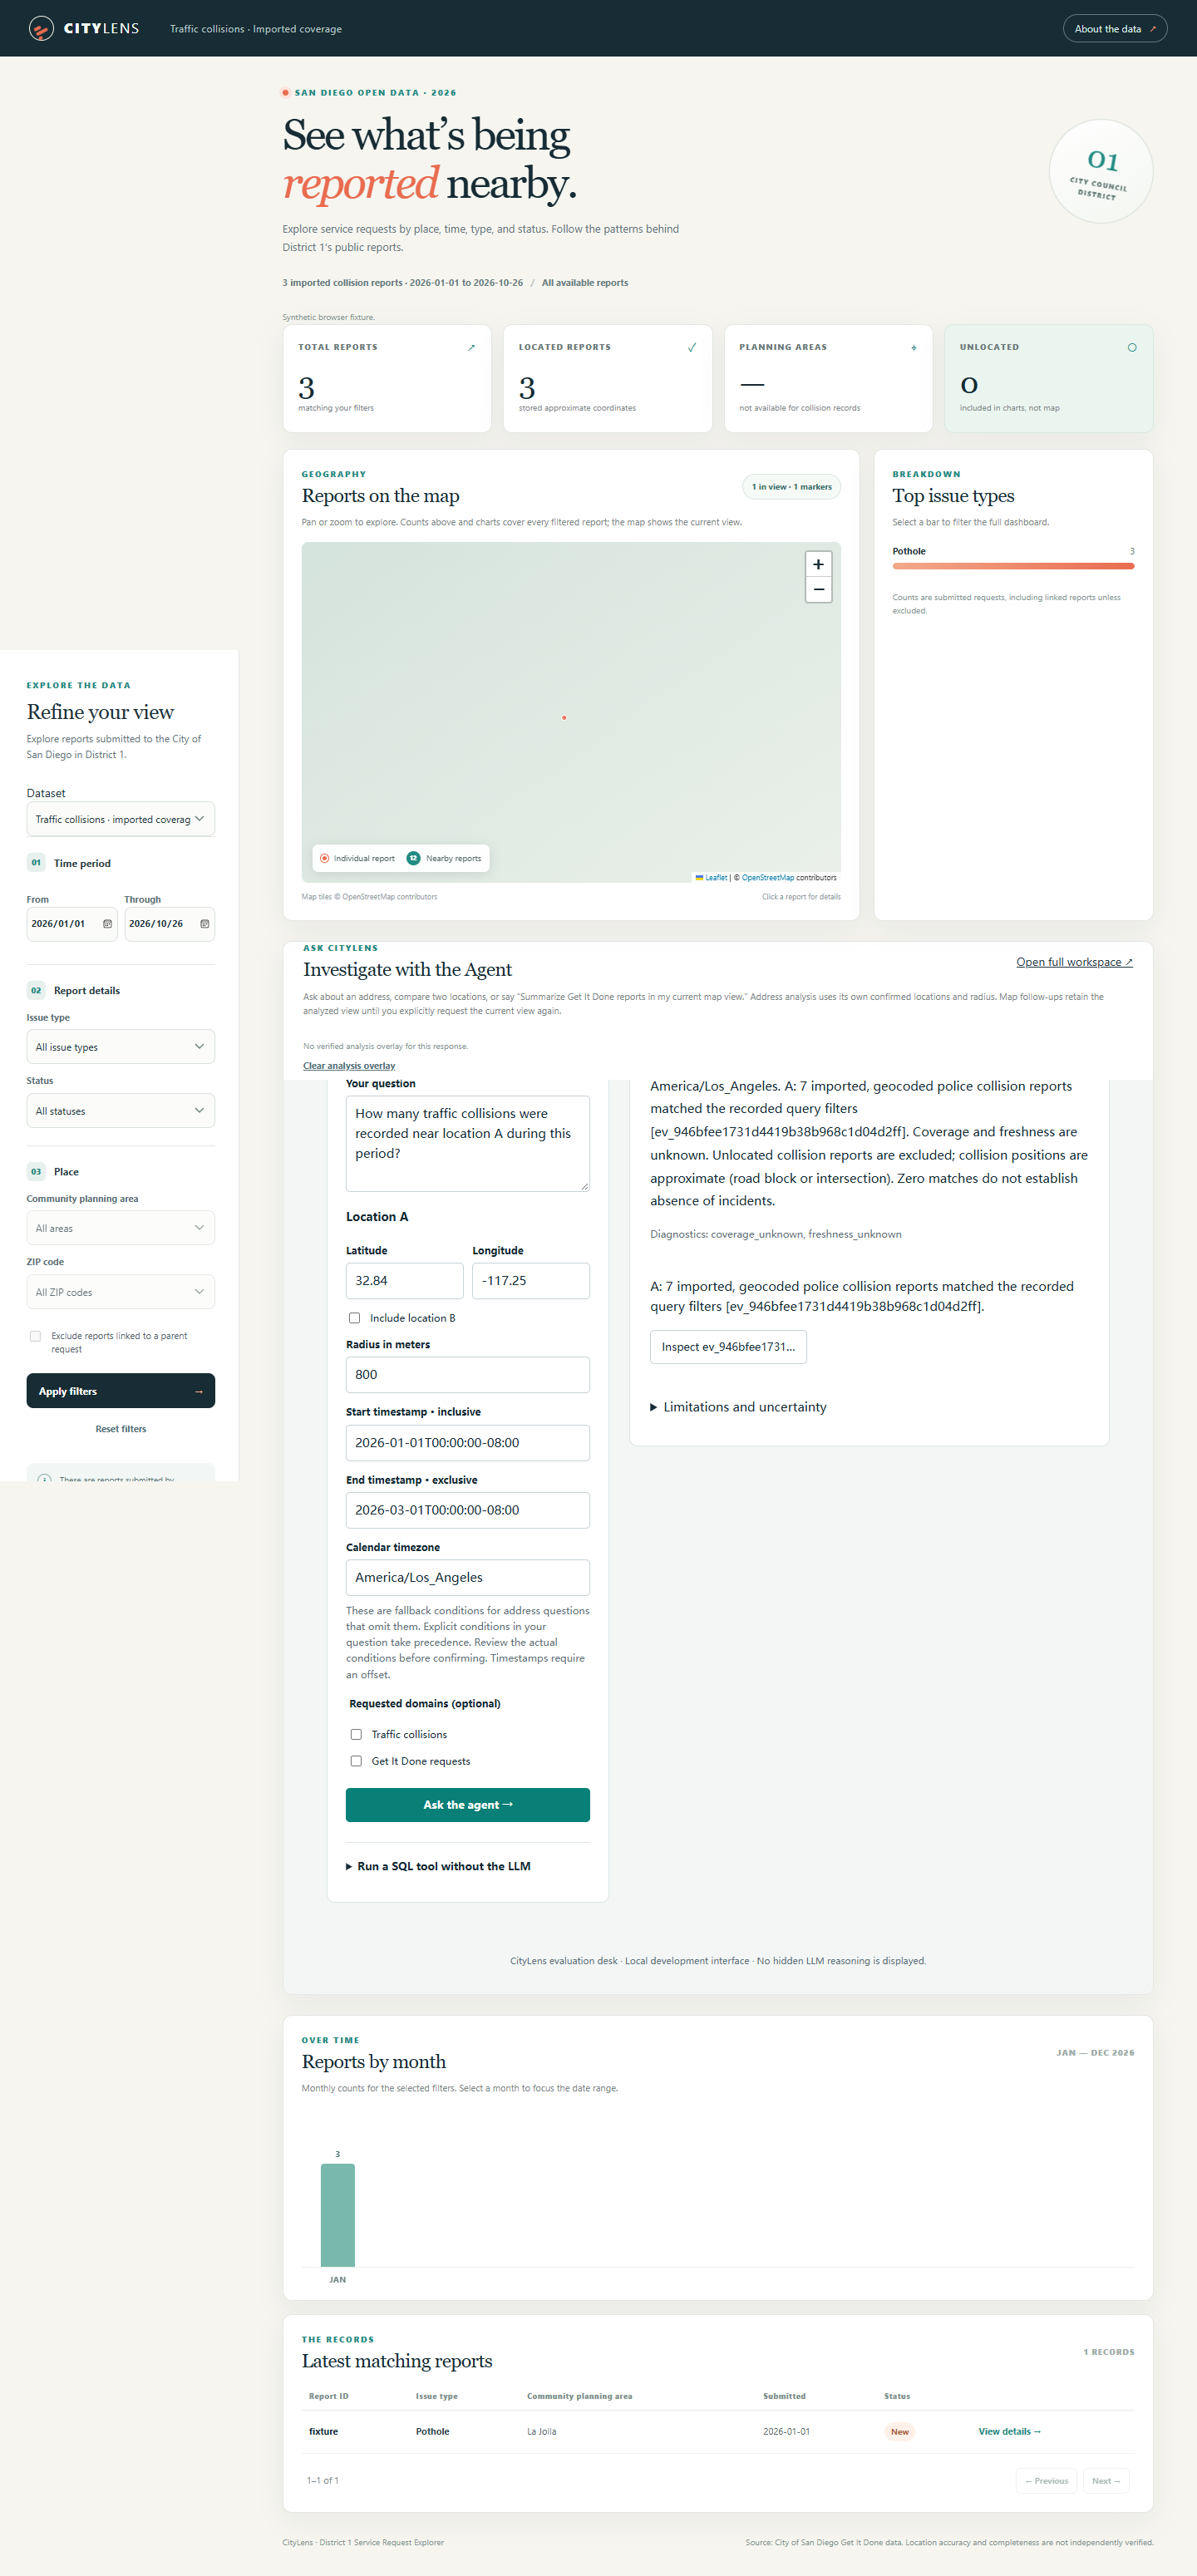 CITYLENS
Traffic collisions · Imported coverage
About the data ↗
SAN DIEGO OPEN DATA · 2026
See what's being
reported nearby.
01
CITY COUNCIL
DISTRICT
Explore service requests by place, time, type, and status. Follow the patterns behind
District 1's public reports.
3 imported collision reports · 2026-01-01 to 2026-10-26 / All available reports
Synthetic browser fixture.
TOTAL REPORTS ↗
3
matching your filters
LOCATED REPORTS ✓
3
stored approximate coordinates
PLANNING AREAS
—
not available for collision records
UNLOCATED
0
included in charts, not map
GEOGRAPHY
Reports on the map
1 in view · 1 markers
Pan or zoom to explore. Counts above and charts cover every filtered report; the map shows the current view.
+
−
Individual report
12 Nearby reports
Leaflet | © OpenStreetMap contributors
Map tiles © OpenStreetMap contributors
Click a report for details
BREAKDOWN
Top issue types
Select a bar to filter the full dashboard.
Pothole 3
Counts are submitted requests, including linked reports unless
excluded.
EXPLORE THE DATA
Refine your view
Explore reports submitted to the City of
San Diego in District 1.
Dataset
Traffic collisions · imported coverag
01 Time period
From Through
2026/01/01 2026/10/26
02 Report details
Issue type
All issue types
Status
All statuses
03 Place
Community planning area
All areas
ZIP code
All ZIP codes
Exclude reports linked to a parent
request
Apply filters →
Reset filters
These are reports submitted by
ASK CITYLENS
Investigate with the Agent
Open full workspace ↗
Ask about an address, compare two locations, or say "Summarize Get It Done reports in my current map view." Address analysis uses its own confirmed locations and radius. Map follow-ups retain the
analyzed view until you explicitly request the current view again.
No verified analysis overlay for this response.
Clear analysis overlay
Your question
How many traffic collisions were
recorded near location A during this
period?
Location A
Latitude Longitude
32.84 -117.25
Include location B
Radius in meters
800
Start timestamp • inclusive
2026-01-01T00:00:00-08:00
End timestamp • exclusive
2026-03-01T00:00:00-08:00
Calendar timezone
America/Los_Angeles
These are fallback conditions for address questions
that omit them. Explicit conditions in your
question take precedence. Review the actual
conditions before confirming. Timestamps require
an offset.
Requested domains (optional)
Traffic collisions
Get It Done requests
Ask the agent →
▶ Run a SQL tool without the LLM
America/Los_Angeles. A: 7 imported, geocoded police collision reports
matched the recorded query filters
[ev_946bfee1731d4419b38b968c1d04d2ff]. Coverage and freshness are
unknown. Unlocated collision reports are excluded; collision positions are
approximate (road block or intersection). Zero matches do not establish
absence of incidents.
Diagnostics: coverage_unknown, freshness_unknown
A: 7 imported, geocoded police collision reports matched the recorded
query filters [ev_946bfee1731d4419b38b968c1d04d2ff].
Inspect ev_946bfee1731...
▶ Limitations and uncertainty
CityLens evaluation desk · Local development interface · No hidden LLM reasoning is displayed.
OVER TIME
Reports by month
JAN — DEC 2026
Monthly counts for the selected filters. Select a month to focus the date range.
3
JAN
THE RECORDS
Latest matching reports
1 RECORDS
Report ID Issue type Community planning area Submitted Status
fixture Pothole La Jolla 2026-01-01 New View details →
1–1 of 1
← Previous Next →
CityLens · District 1 Service Request Explorer
Source: City of San Diego Get It Done data. Location accuracy and completeness are not independently verified.